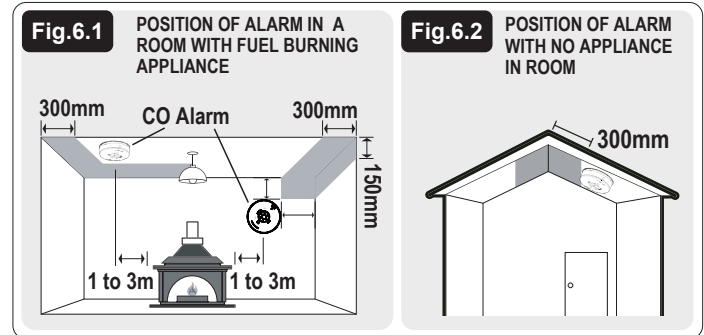 Fig.6.1
POSITION OF ALARM IN A
ROOM WITH FUEL BURNING
APPLIANCE
300mm
CO Alarm
300mm
150mm
1 to 3m
1 to 3m
Fig.6.2
POSITION OF ALARM
WITH NO APPLIANCE
IN ROOM
300mm